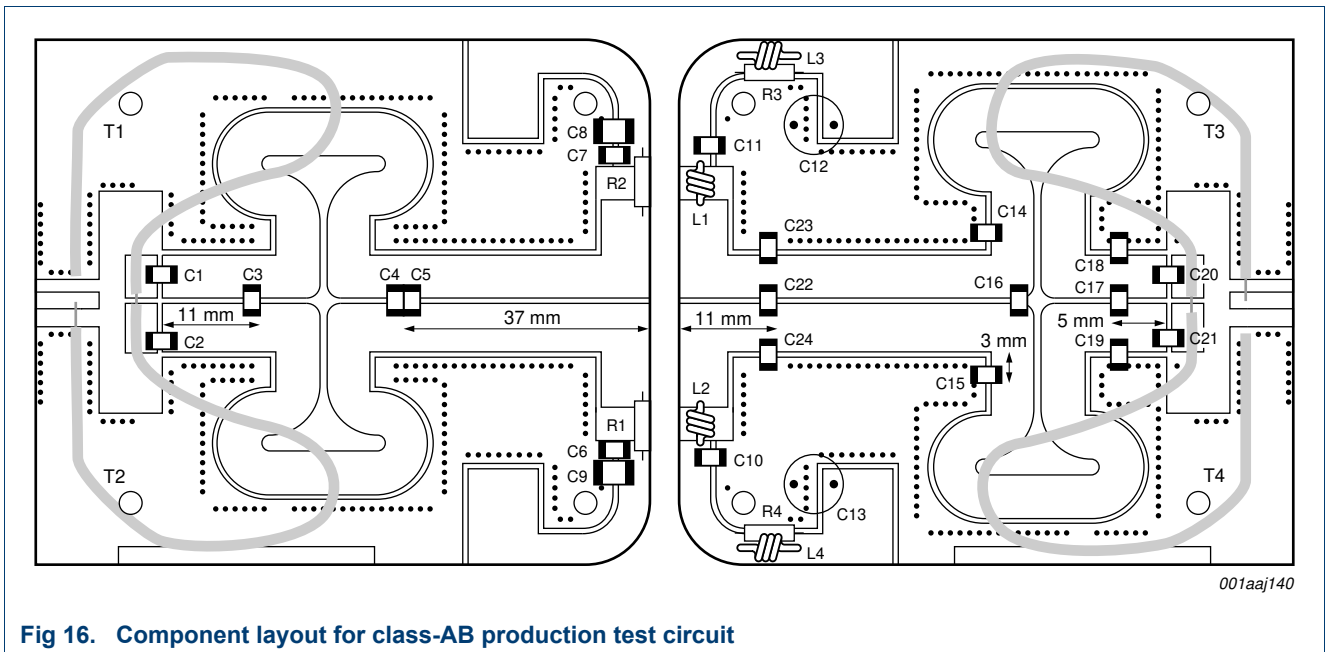 L3
R3
T1
T3
C8
C11
C7
C12
R2
L1
C14
C23
C18
C1
C3
C4
C5
C22
C16
C17
C20
11 mm
37 mm
11 mm
5 mm
C2
C24
3 mm
C19
C21
C15
L2
R1
C6
C10
T2
C9
T4
R4
C13
L4
001aaj140
Fig 16. Component layout for class-AB production test circuit